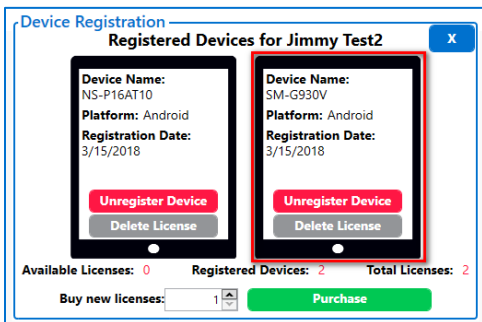 Device Registration
Registered Devices for Jimmy Test2
X
Device Name:
NS-P16AT10
Platform: Android
Registration Date:
3/15/2018
Unregister Device
Delete License
Device Name:
SM-G930V
Platform: Android
Registration Date:
3/15/2018
Unregister Device
Delete License
Available Licenses: 0 Registered Devices: 2 Total Licenses: 2
Buy new licenses: 1 Purchase